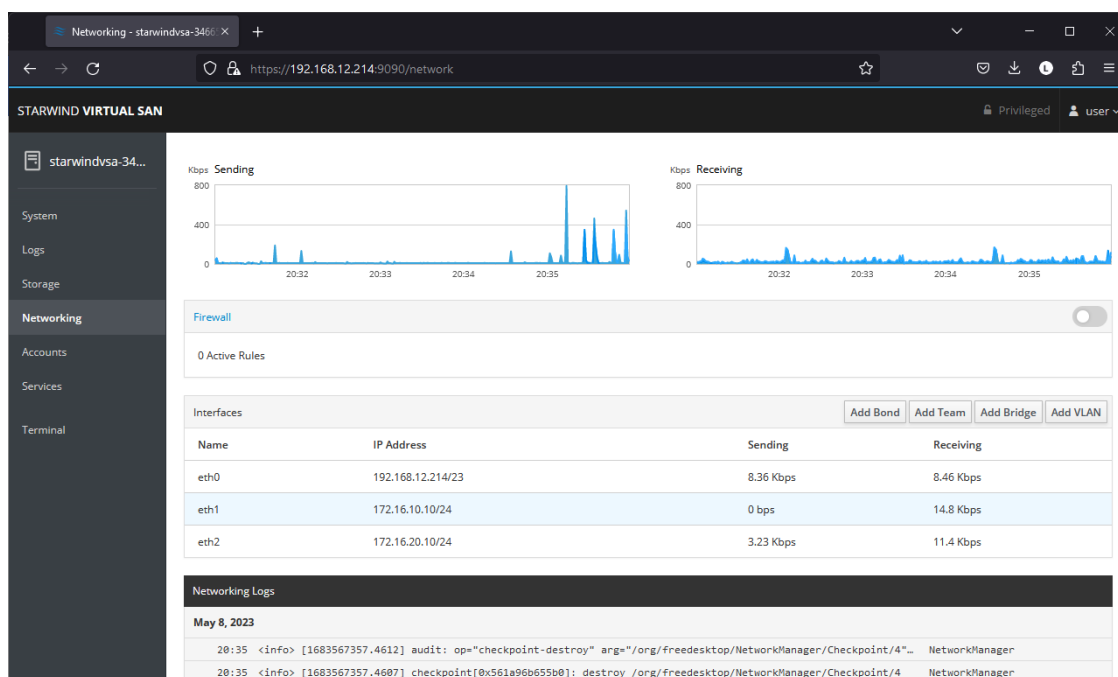 Networking - starwindvsa-3466
https://192.168.12.214:9090/network
STARWIND VIRTUAL SAN
Privileged
user
starwindvsa-34...
System
Logs
Storage
Networking
Accounts
Services
Terminal
Kbps Sending
800
400
0
20:32 20:33 20:34 20:35
Kbps Receiving
800
400
0
20:32 20:33 20:34 20:35
Firewall
0 Active Rules
Interfaces
Add Bond Add Team Add Bridge Add VLAN
Name IP Address Sending Receiving
eth0 192.168.12.214/23 8.36 Kbps 8.46 Kbps
eth1 172.16.10.10/24 0 bps 14.8 Kbps
eth2 172.16.20.10/24 3.23 Kbps 11.4 Kbps
Networking Logs
May 8, 2023
20:35 <info> [1683567357.4612] audit: op="checkpoint-destroy" arg="/org/freedesktop/NetworkManager/Checkpoint/4"… NetworkManager
20:35 <info> [1683567357.4607] checkpoint[0x561a96b655b0]: destroy /org/freedesktop/NetworkManager/Checkpoint/4 NetworkManager